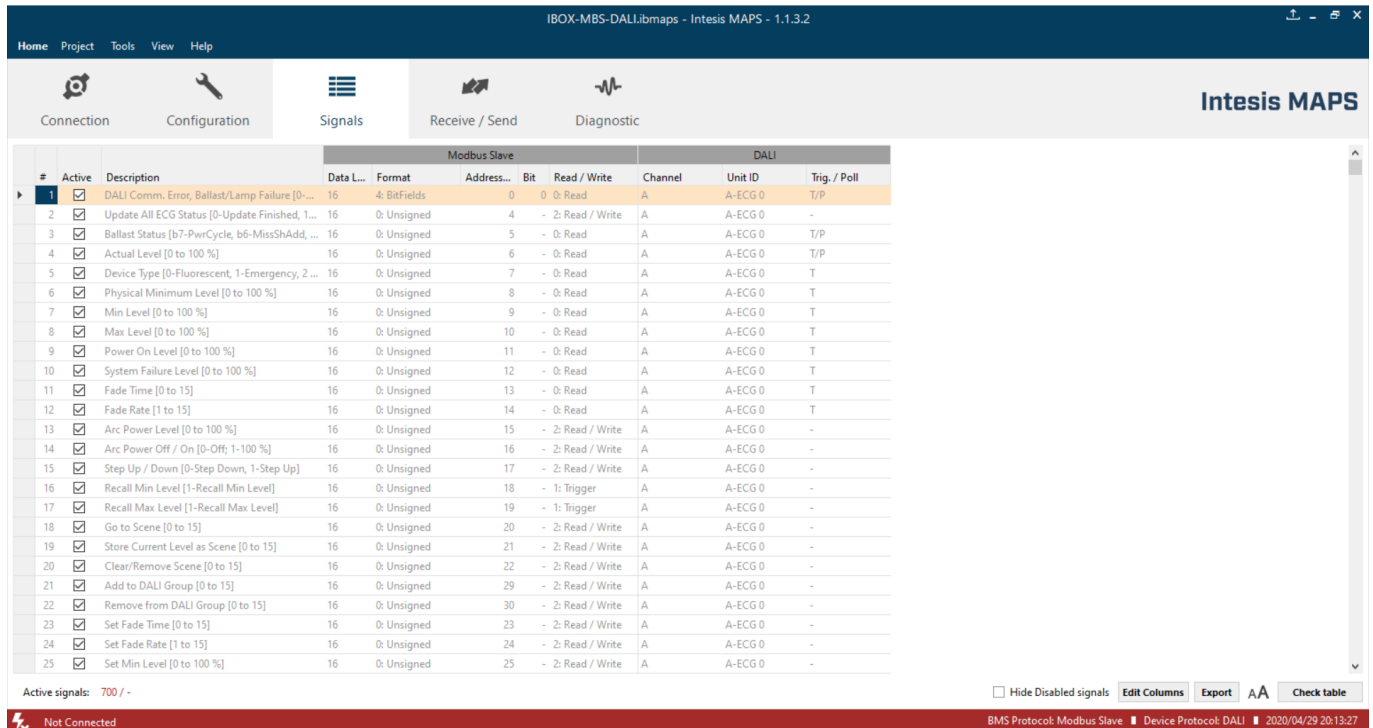 IBOX-MBS-DALI.ibmaps - Intesis MAPS - 1.1.3.2
Home Project Tools View Help
Connection Configuration Signals Receive / Send Diagnostic
Intesis MAPS
Modbus Slave DALI
# Active Description Data L... Format Address... Bit Read / Write Channel Unit ID Trig. / Poll
1 DALI Comm. Error, Ballast/Lamp Failure [0-... 16 4: BitFields 0 0 0: Read A A-ECG 0 T/P
2 Update All ECG Status [0-Update Finished, 1... 16 0: Unsigned 4 - 2: Read / Write A A-ECG 0 -
3 Ballast Status [b7-PwrCycle, b6-MissShAdd, ... 16 0: Unsigned 5 - 0: Read A A-ECG 0 T/P
4 Actual Level [0 to 100 %] 16 0: Unsigned 6 - 0: Read A A-ECG 0 T/P
5 Device Type [0-Fluorescent, 1-Emergency, 2 ... 16 0: Unsigned 7 - 0: Read A A-ECG 0 T
6 Physical Minimum Level [0 to 100 %] 16 0: Unsigned 8 - 0: Read A A-ECG 0 T
7 Min Level [0 to 100 %] 16 0: Unsigned 9 - 0: Read A A-ECG 0 T
8 Max Level [0 to 100 %] 16 0: Unsigned 10 - 0: Read A A-ECG 0 T
9 Power On Level [0 to 100 %] 16 0: Unsigned 11 - 0: Read A A-ECG 0 T
10 System Failure Level [0 to 100 %] 16 0: Unsigned 12 - 0: Read A A-ECG 0 T
11 Fade Time [0 to 15] 16 0: Unsigned 13 - 0: Read A A-ECG 0 T
12 Fade Rate [1 to 15] 16 0: Unsigned 14 - 0: Read A A-ECG 0 T
13 Arc Power Level [0 to 100 %] 16 0: Unsigned 15 - 2: Read / Write A A-ECG 0 -
14 Arc Power Off / On [0-Off; 1-100 %] 16 0: Unsigned 16 - 2: Read / Write A A-ECG 0 -
15 Step Up / Down [0-Step Down, 1-Step Up] 16 0: Unsigned 17 - 2: Read / Write A A-ECG 0 -
16 Recall Min Level [1-Recall Min Level] 16 0: Unsigned 18 - 1: Trigger A A-ECG 0 -
17 Recall Max Level [1-Recall Max Level] 16 0: Unsigned 19 - 1: Trigger A A-ECG 0 -
18 Go to Scene [0 to 15] 16 0: Unsigned 20 - 2: Read / Write A A-ECG 0 -
19 Store Current Level as Scene [0 to 15] 16 0: Unsigned 21 - 2: Read / Write A A-ECG 0 -
20 Clear/Remove Scene [0 to 15] 16 0: Unsigned 22 - 2: Read / Write A A-ECG 0 -
21 Add to DALI Group [0 to 15] 16 0: Unsigned 29 - 2: Read / Write A A-ECG 0 -
22 Remove from DALI Group [0 to 15] 16 0: Unsigned 30 - 2: Read / Write A A-ECG 0 -
23 Set Fade Time [0 to 15] 16 0: Unsigned 23 - 2: Read / Write A A-ECG 0 -
24 Set Fade Rate [1 to 15] 16 0: Unsigned 24 - 2: Read / Write A A-ECG 0 -
25 Set Min Level [0 to 100 %] 16 0: Unsigned 25 - 2: Read / Write A A-ECG 0 -
Active signals: 700 / - Hide Disabled signals Edit Columns Export AA Check table
Not Connected BMS Protocol: Modbus Slave Device Protocol: DALI 2020/04/29 20:13:27